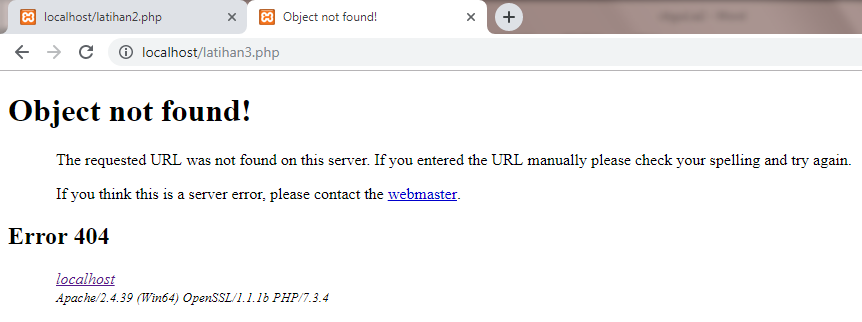 localhost/latihan2.php
Object not found!
localhost/latihan3.php
Object not found!
The requested URL was not found on this server. If you entered the URL manually please check your spelling and try again.
If you think this is a server error, please contact the webmaster.
Error 404
localhost
Apache/2.4.39 (Win64) OpenSSL/1.1.1b PHP/7.3.4